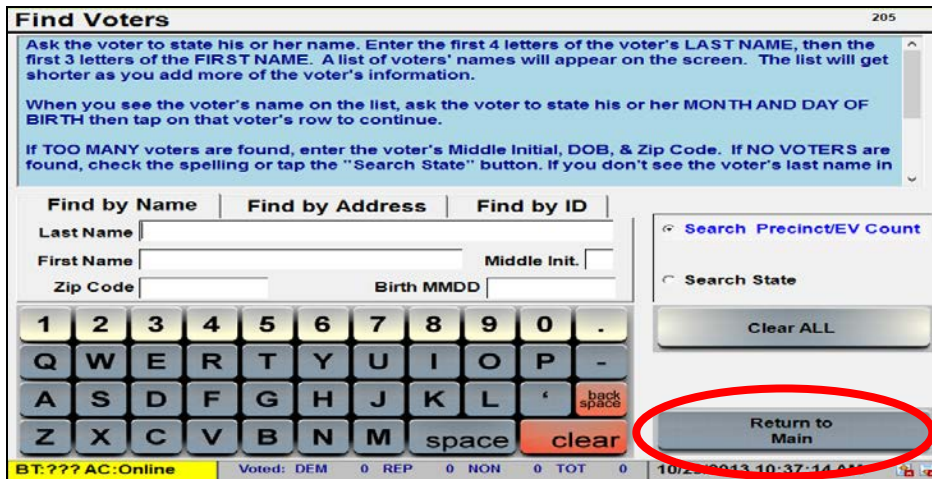 Find Voters
205
Ask the voter to state his or her name. Enter the first 4 letters of the voter's LAST NAME, then the
first 3 letters of the FIRST NAME. A list of voters' names will appear on the screen. The list will get
shorter as you add more of the voter's information.
When you see the voter's name on the list, ask the voter to state his or her MONTH AND DAY OF
BIRTH then tap on that voter's row to continue.
If TOO MANY voters are found, enter the voter's Middle Initial, DOB, & Zip Code. If NO VOTERS are
found, check the spelling or tap the "Search State" button. If you don't see the voter's last name in
Find by Name Find by Address Find by ID
Last Name
First Name Middle Init.
Zip Code Birth MMDD
Search Precinct/EV Count
Search State
Clear ALL
1 2 3 4 5 6 7 8 9 0 .
Q W E R T Y U I O P -
A S D F G H J K L ‘ back space
Z X C V B N M space clear
Return to
Main
BT:??? AC:Online Voted: DEM 0 REP 0 NON 0 TOT 0 10/29/2013 10:37:14 AM